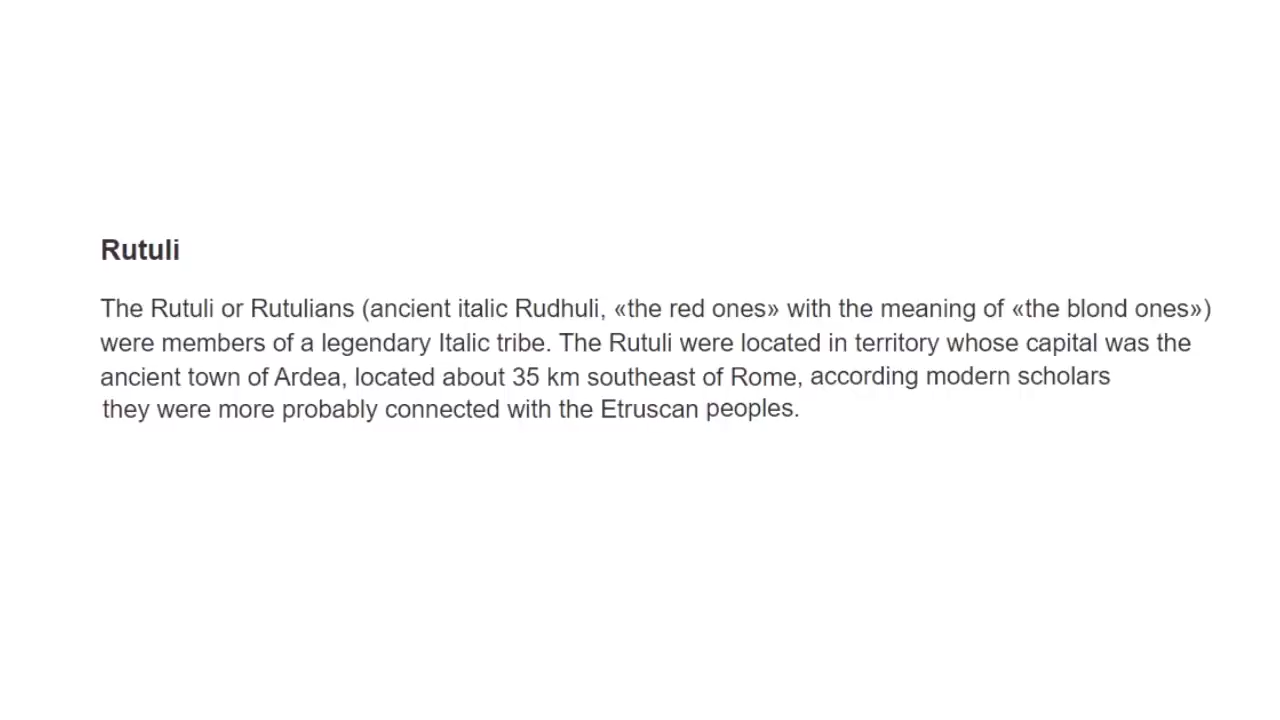 Rutuli
The Rutuli or Rutulians (ancient italic Rudhuli, «the red ones» with the meaning of «the blond ones»)
were members of a legendary Italic tribe. The Rutuli were located in territory whose capital was the
ancient town of Ardea, located about 35 km southeast of Rome, according modern scholars
they were more probably connected with the Etruscan peoples.